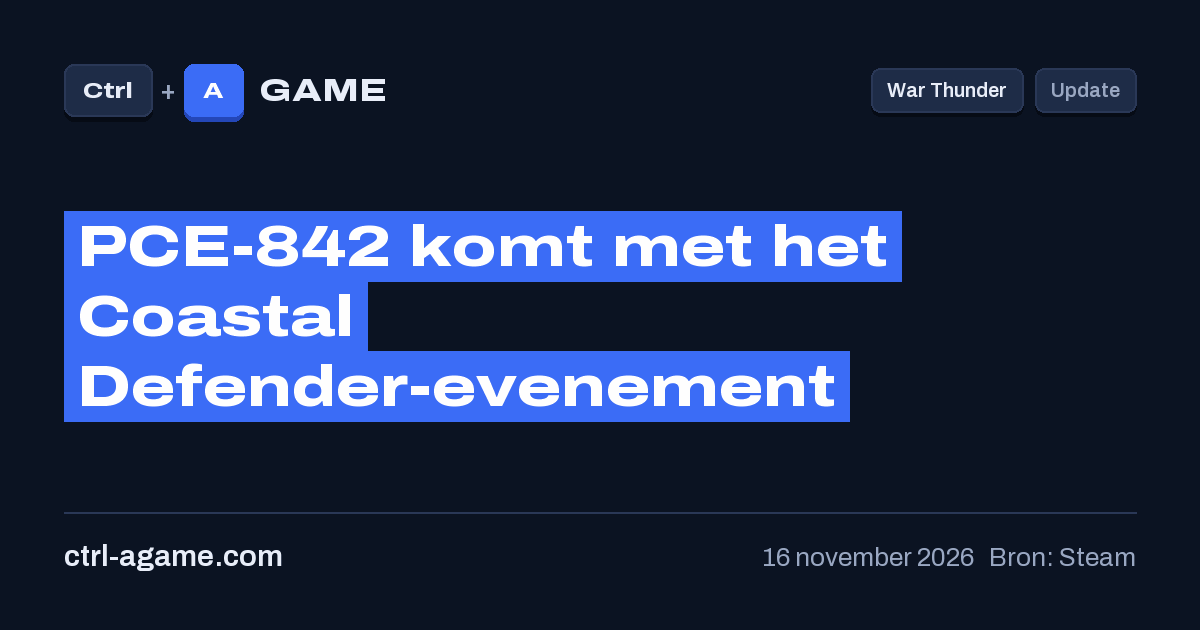 Ctrl + A GAME
War Thunder Update
PCE-842 komt met het
Coastal
Defender-evenement
ctrl-agame.com
16 november 2026 Bron: Steam